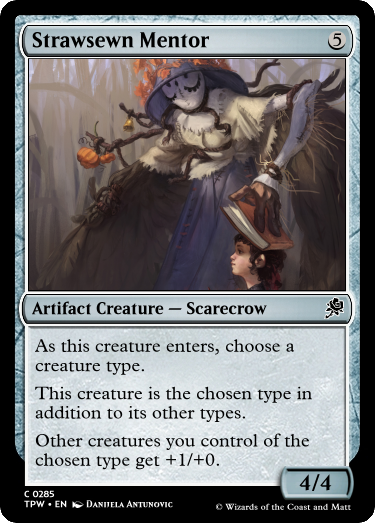 Strawsewn Mentor 5
Artifact Creature — Scarecrow
As this creature enters, choose a
creature type.
This creature is the chosen type in
addition to its other types.
Other creatures you control of the
chosen type get +1/+0.
4/4
C 0285
TPW • EN Danijela Antunovic
© Wizards of the Coast and Matt